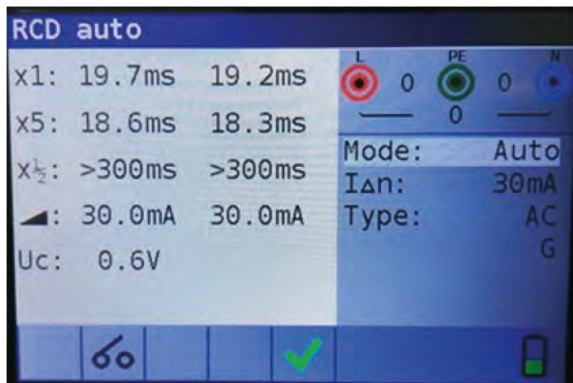 RCD auto
x1: 19.7ms 19.2ms
x5: 18.6ms 18.3ms
x½: >300ms >300ms
◢: 30.0mA 30.0mA
Uc: 0.6V
L PE N
0 0
0
Mode: Auto
IΔn: 30mA
Type: AC
G